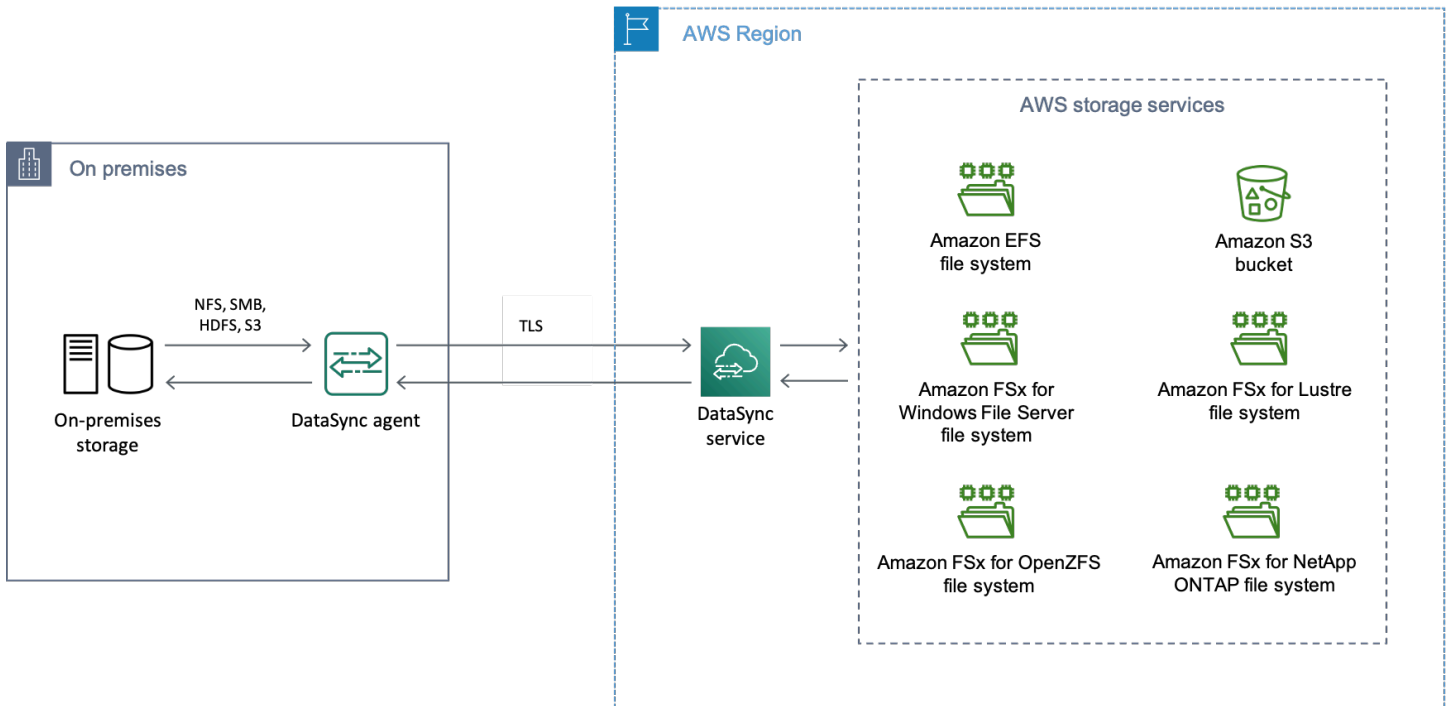 AWS Region
AWS storage services
On premises
Amazon EFS
file system
Amazon S3
bucket
NFS, SMB,
HDFS, S3
TLS
On-premises
storage
DataSync agent
DataSync
service
Amazon FSx for
Windows File Server
file system
Amazon FSx for Lustre
file system
Amazon FSx for OpenZFS
file system
Amazon FSx for NetApp
ONTAP file system